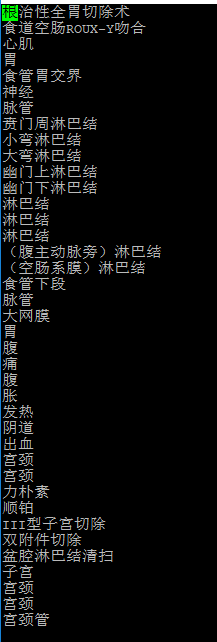 根治性全胃切除术
食道空肠ROUX-Y吻合
心肌
胃
食管胃交界
神经
脉管
贲门周淋巴结
小弯淋巴结
大弯淋巴结
幽门上淋巴结
幽门下淋巴结
淋巴结
淋巴结
淋巴结
（腹主动脉旁）淋巴结
（空肠系膜）淋巴结
食管下段
脉管
大网膜
胃
腹
痛
腹
胀
发热
阴道
出血
宫颈
宫颈
力朴素
顺铂
III型子宫切除
双附件切除
盆腔淋巴结清扫
子宫
宫颈
宫颈
宫颈管